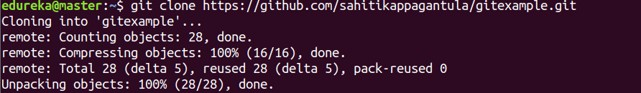 edureka@master:~$ git clone https://github.com/sahitikappagantula/gitexample.git
Cloning into 'gitexample'...
remote: Counting objects: 28, done.
remote: Compressing objects: 100% (16/16), done.
remote: Total 28 (delta 5), reused 28 (delta 5), pack-reused 0
Unpacking objects: 100% (28/28), done.